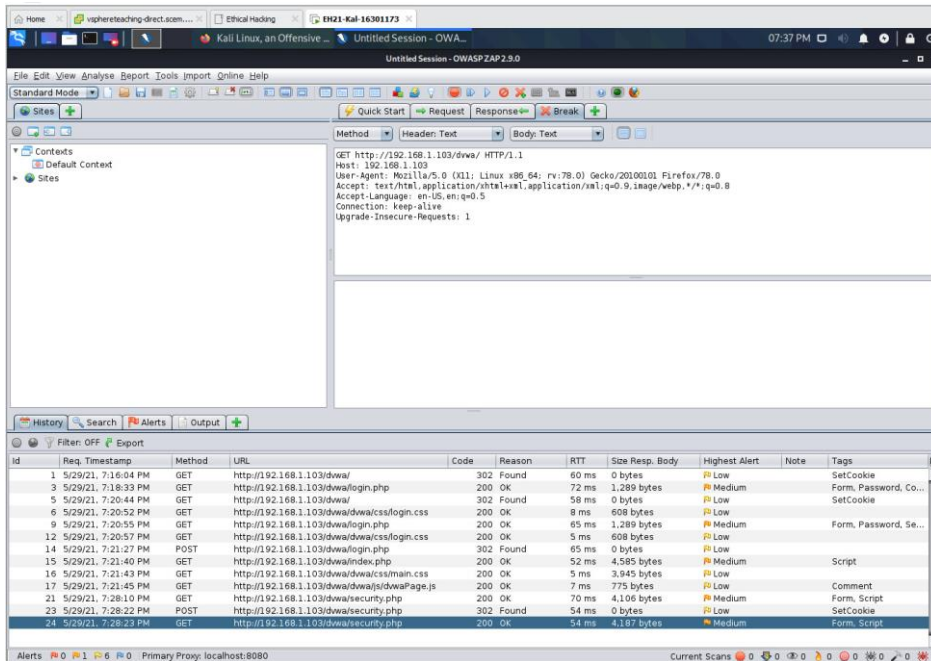 Home
vsphereteaching-direct.scem....
Ethical Hacking
EH21-Kal-16301173
Kali Linux, an Offensive ...
Untitled Session - OWA...
07:37 PM
Untitled Session - OWASP ZAP 2.9.0
File Edit View Analyse Report Tools Import Online Help
Standard Mode
Sites
Quick Start Request Response Break
Method Header: Text Body: Text
Contexts
Default Context
Sites
GET http://192.168.1.103/dvwa/ HTTP/1.1
Host: 192.168.1.103
User-Agent: Mozilla/5.0 (X11; Linux x86_64; rv:78.0) Gecko/20100101 Firefox/78.0
Accept: text/html,application/xhtml+xml,application/xml;q=0.9,image/webp,*/*;q=0.8
Accept-Language: en-US,en;q=0.5
Connection: keep-alive
Upgrade-Insecure-Requests: 1
History Search Alerts Output
Filter: OFF Export
Id Req. Timestamp Method URL Code Reason RTT Size Resp. Body Highest Alert Note Tags
1 5/29/21, 7:16:04 PM GET http://192.168.1.103/dvwa/ 302 Found 60 ms 0 bytes Low SetCookie
3 5/29/21, 7:18:33 PM GET http://192.168.1.103/dvwa/login.php 200 OK 72 ms 1,289 bytes Medium Form, Password, Co...
5 5/29/21, 7:20:44 PM GET http://192.168.1.103/dvwa/ 302 Found 58 ms 0 bytes Low SetCookie
6 5/29/21, 7:20:52 PM GET http://192.168.1.103/dvwa/dvwa/css/login.css 200 OK 8 ms 608 bytes Low
9 5/29/21, 7:20:55 PM GET http://192.168.1.103/dvwa/login.php 200 OK 65 ms 1,289 bytes Medium Form, Password, Se...
12 5/29/21, 7:20:57 PM GET http://192.168.1.103/dvwa/dvwa/css/login.css 200 OK 5 ms 608 bytes Low
14 5/29/21, 7:21:27 PM POST http://192.168.1.103/dvwa/login.php 302 Found 65 ms 0 bytes Low
15 5/29/21, 7:21:40 PM GET http://192.168.1.103/dvwa/index.php 200 OK 52 ms 4,585 bytes Medium Script
16 5/29/21, 7:21:43 PM GET http://192.168.1.103/dvwa/dvwa/css/main.css 200 OK 5 ms 3,945 bytes Low
17 5/29/21, 7:21:45 PM GET http://192.168.1.103/dvwa/dvwa/js/dvwaPage.js 200 OK 7 ms 775 bytes Low Comment
21 5/29/21, 7:28:10 PM GET http://192.168.1.103/dvwa/security.php 200 OK 70 ms 4,106 bytes Medium Form, Script
23 5/29/21, 7:28:22 PM POST http://192.168.1.103/dvwa/security.php 302 Found 54 ms 0 bytes Low SetCookie
24 5/29/21, 7:28:23 PM GET http://192.168.1.103/dvwa/security.php 200 OK 54 ms 4,187 bytes Medium Form, Script
Alerts 0 1 6 0 Primary Proxy: localhost:8080 Current Scans 0 0 0 0 0 0 0